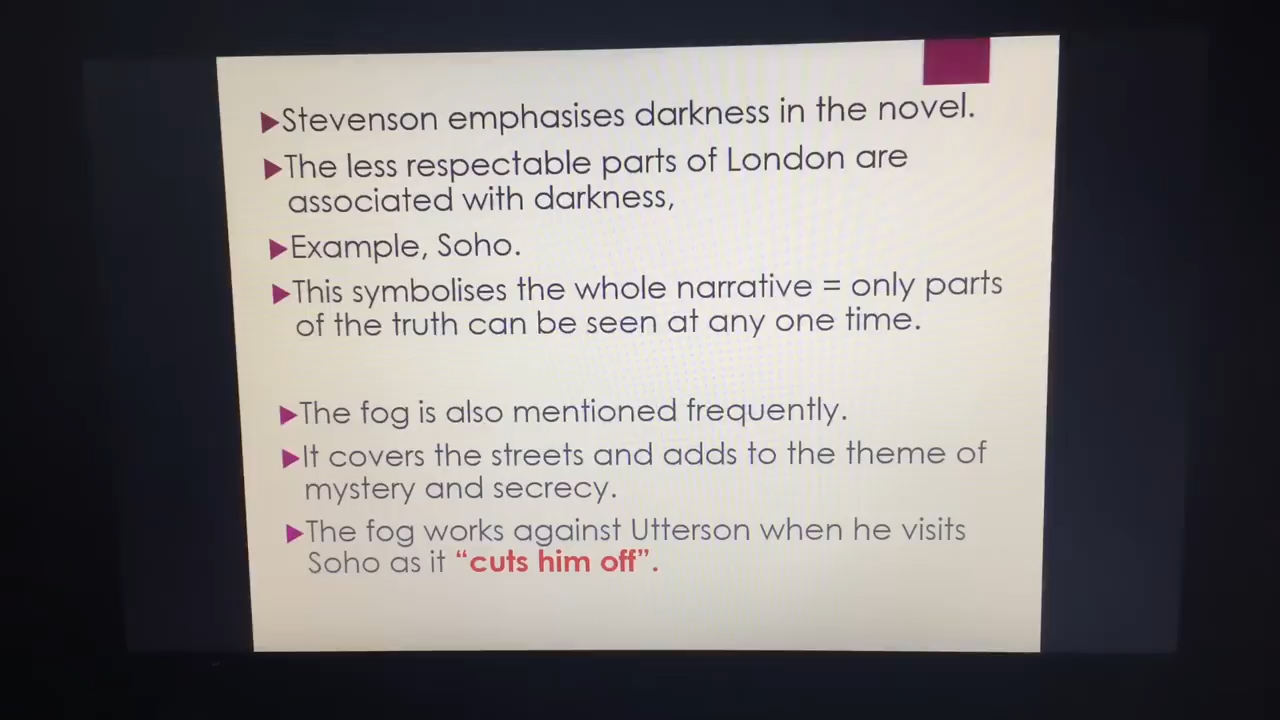 Stevenson emphasises darkness in the novel.
The less respectable parts of London are
associated with darkness,
Example, Soho.
This symbolises the whole narrative = only parts
of the truth can be seen at any one time.
The fog is also mentioned frequently.
It covers the streets and adds to the theme of
mystery and secrecy.
The fog works against Utterson when he visits
Soho as it “cuts him off”.